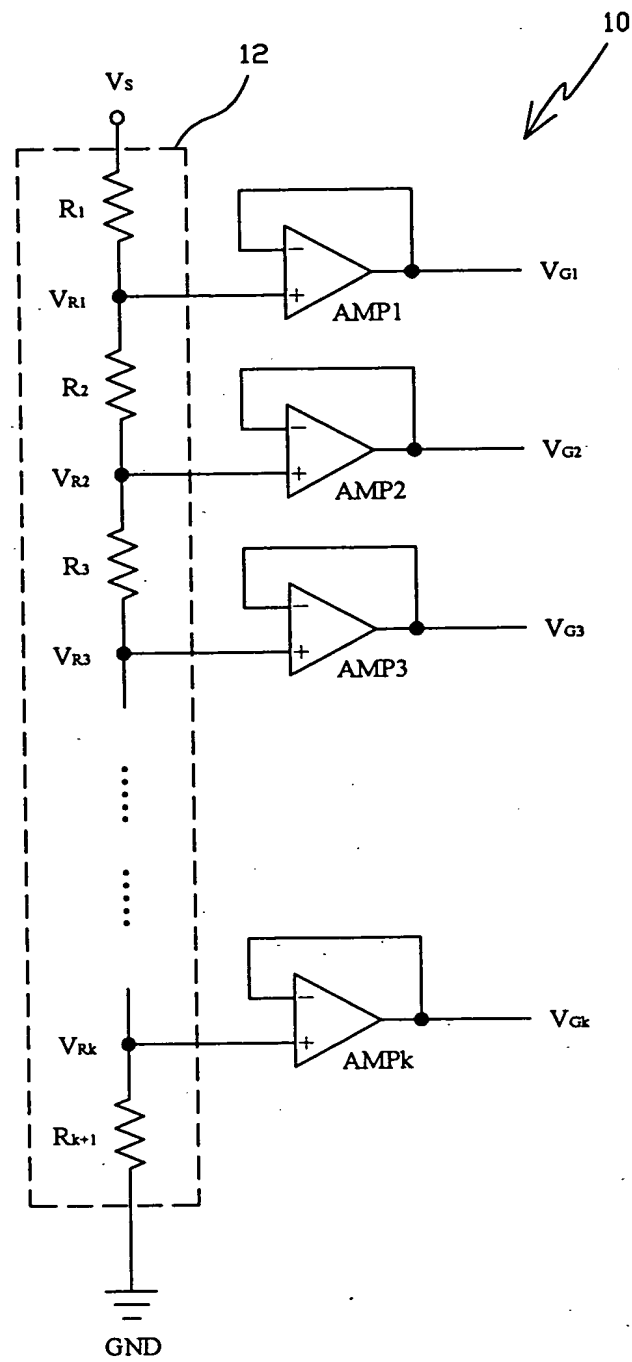 10
12
Vs
R1
VR1
- + AMP1
VG1
R2
VR2
- + AMP2
VG2
R3
VR3
- + AMP3
VG3
VRk
- + AMPk
VGk
Rk+1
GND